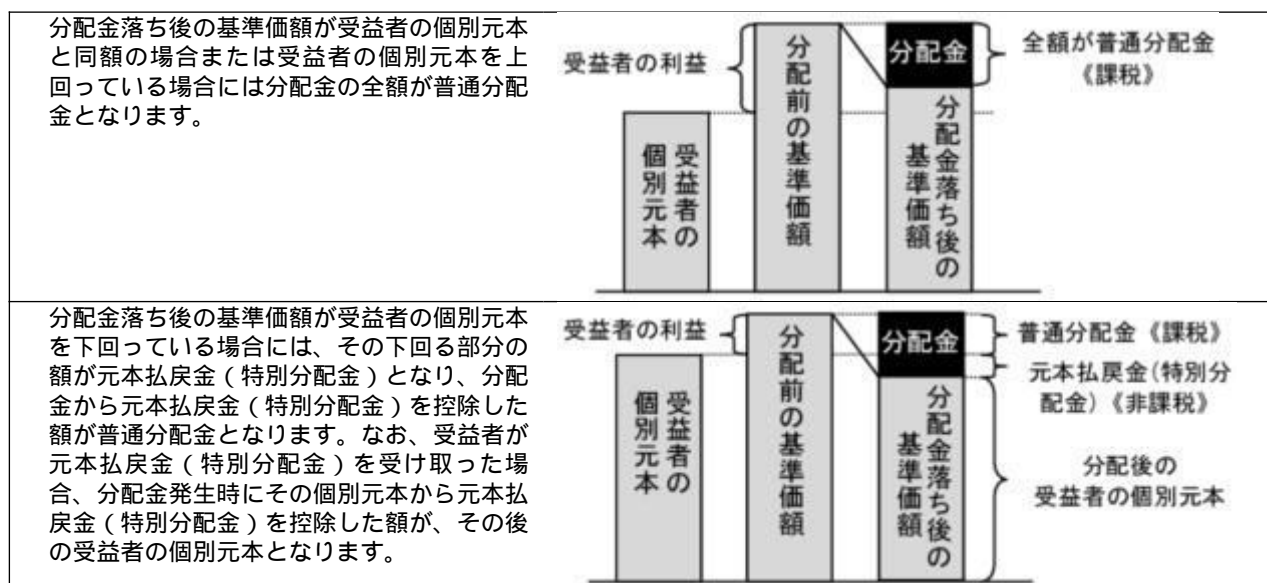 分配金落ち後の基準価額が受益者の個別元本
と同額の場合または受益者の個別元本を上
回っている場合には分配金の全額が普通分配
金となります。
受益者の利益
受益者の
個別元本
分配前の基準価額
分配金
分配金落ち後の
基準価額
全額が普通分配金
《課税》
分配金落ち後の基準価額が受益者の個別元本
を下回っている場合には、その下回る部分の
額が元本払戻金(特別分配金)となり、分配
金から元本払戻金(特別分配金)を控除した
額が普通分配金となります。なお、受益者が
元本払戻金(特別分配金)を受け取った場
合、分配金発生時にその個別元本から元本払
戻金(特別分配金)を控除した額が、その後
の受益者の個別元本となります。
受益者の利益
受益者の
個別元本
分配前の基準価額
分配金
分配金落ち後の
基準価額
普通分配金《課税》
元本払戻金(特別分
配金)《非課税》
分配後の
受益者の個別元本